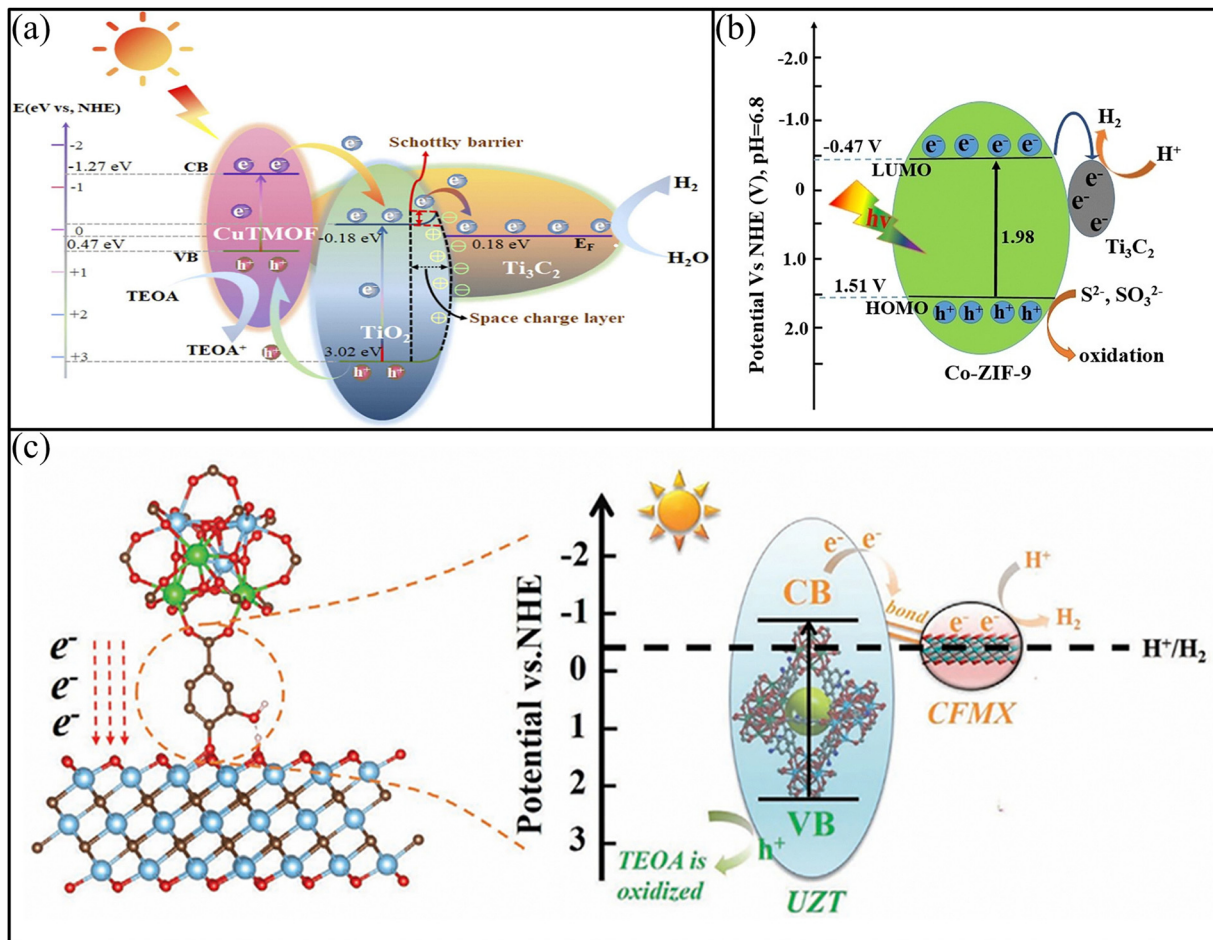 (a)
E(eV vs, NHE)
-2
-1.27 eV
-1
0
0.47 eV
+1
+2
+3
CB
e⁻ e⁻
e⁻
CuTMOF
VB
h⁺ h⁺
TEOA
TEOA⁺
h⁺
e⁻
Schottky barrier
e⁻
e⁻
e⁻ e⁻
-0.18 eV
e⁻
TiO₂
3.02 eV
h⁺ h⁺
e⁻ e⁻ e⁻ e⁻
0.18 eV
E_F
Ti₃C₂
Space charge layer
H₂
H₂O
(b)
Potential Vs NHE (V), pH=6.8
-2.0
-1.0
0
1.0
2.0
-0.47 V
e⁻ e⁻ e⁻ e⁻
LUMO
hv
1.98
1.51 V
HOMO
h⁺ h⁺ h⁺ h⁺
Co-ZIF-9
H₂
H⁺
e⁻
e⁻
e⁻
Ti₃C₂
S²⁻, SO₃²⁻
oxidation
(c)
e⁻
e⁻
e⁻
Potential vs.NHE
-2
-1
0
1
2
3
e⁻ e⁻
CB
bond
e⁻ e⁻
H⁺
H₂
H⁺/H₂
CFMX
VB
h⁺
TEOA is
oxidized
UZT